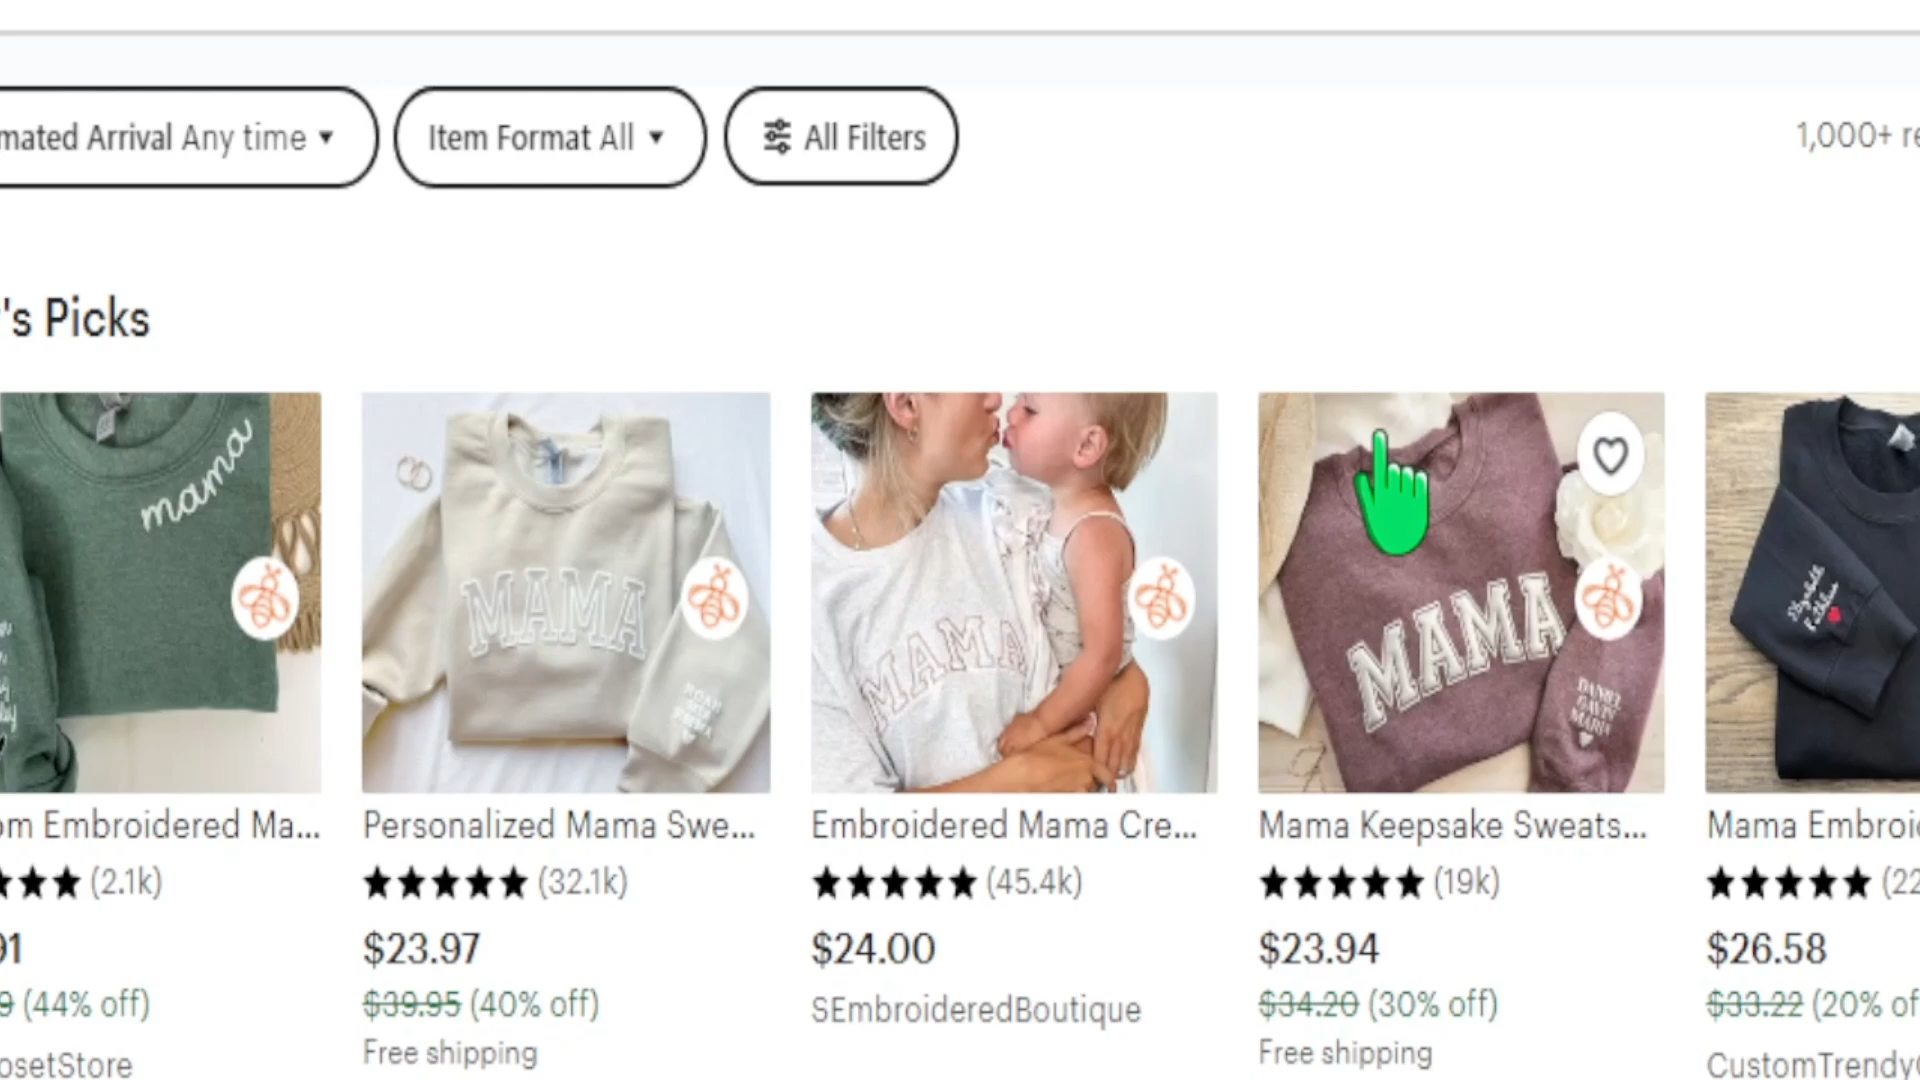 mated Arrival Any time ▼
Item Format All ▼
All Filters
1,000+ re
's Picks
mama
MAMA
MAMA
MAMA
DANIEL
GAVIN
MARIN
om Embroidered Ma...
Personalized Mama Swe...
Embroidered Mama Cre...
Mama Keepsake Sweats...
Mama Embroi
(2.1k)
(32.1k)
(45.4k)
(19k)
(22
91
$23.97
$24.00
$23.94
$26.58
9 (44% off)
$39.95 (40% off)
SEmbroideredBoutique
$34.20 (30% off)
$33.22 (20% of
osetStore
Free shipping
Free shipping
CustomTrendy